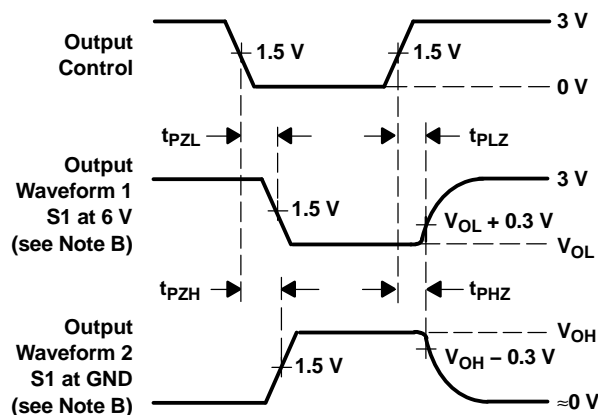 3 V
Output
Control
1.5 V
1.5 V
0 V
tPZL
tPLZ
Output
Waveform 1
S1 at 6 V
(see Note B)
3 V
1.5 V
VOL + 0.3 V
VOL
tPZH
tPHZ
Output
Waveform 2
S1 at GND
(see Note B)
VOH
1.5 V
VOH − 0.3 V
≈0 V